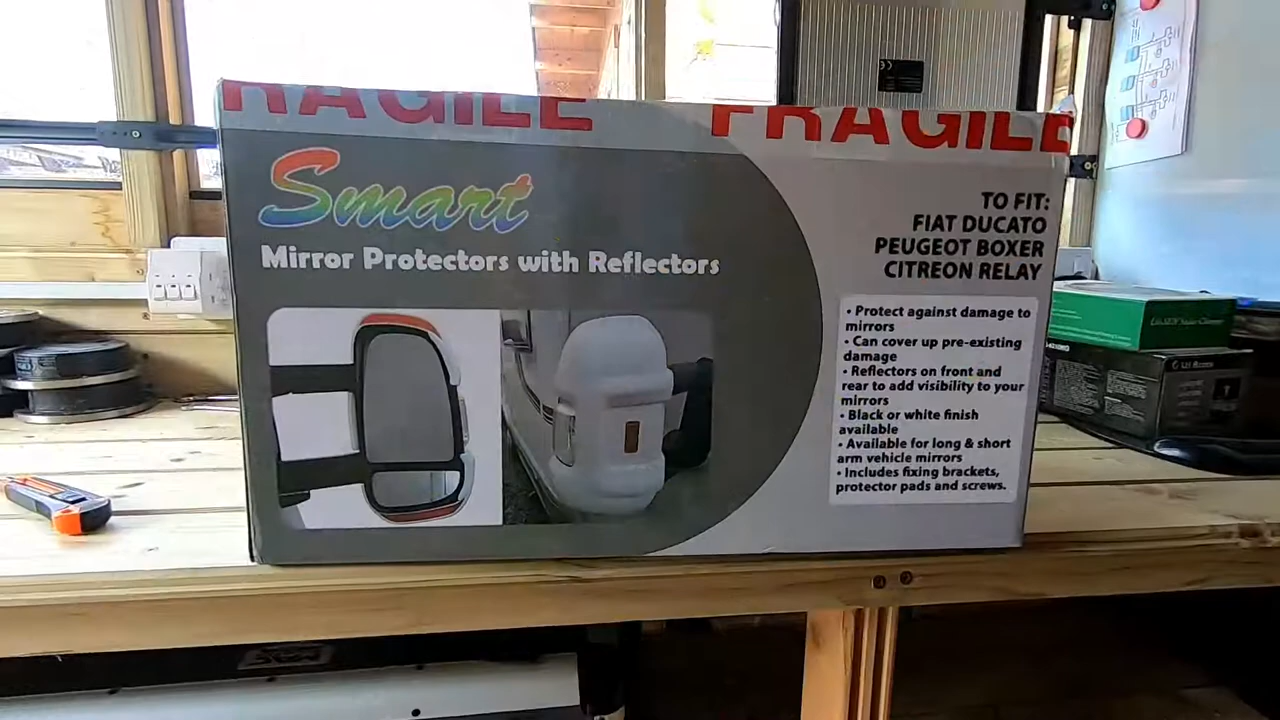 RAGILE FRAGILE
Smart
Mirror Protectors with Reflectors
TO FIT:
FIAT DUCATO
PEUGEOT BOXER
CITREON RELAY
• Protect against damage to
mirrors
• Can cover up pre-existing
damage
• Reflectors on front and
rear to add visibility to your
mirrors
• Black or white finish
available
• Available for long & short
arm vehicle mirrors
• Includes fixing brackets,
protector pads and screws.